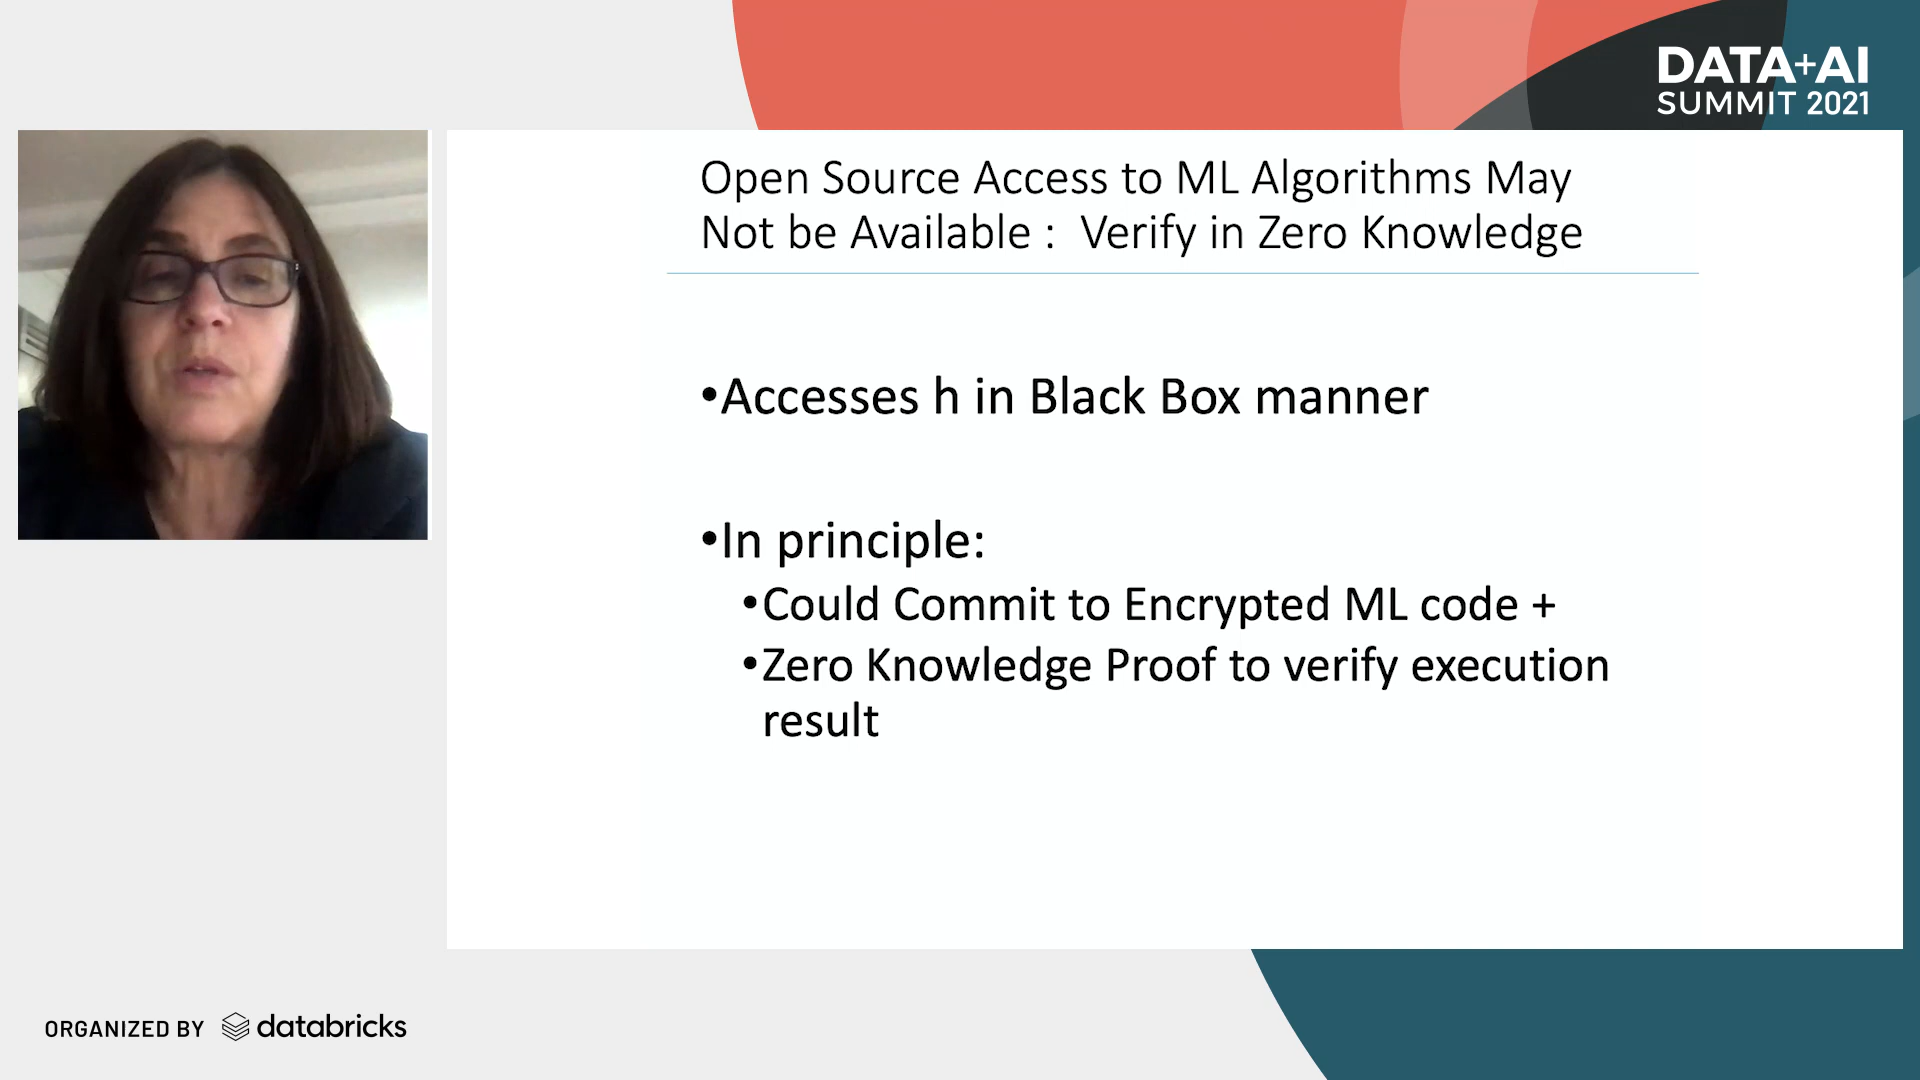 DATA+AI
SUMMIT 2021
Open Source Access to ML Algorithms May
Not be Available : Verify in Zero Knowledge
•Accesses h in Black Box manner
•In principle:
•Could Commit to Encrypted ML code +
•Zero Knowledge Proof to verify execution
result
ORGANIZED BY databricks